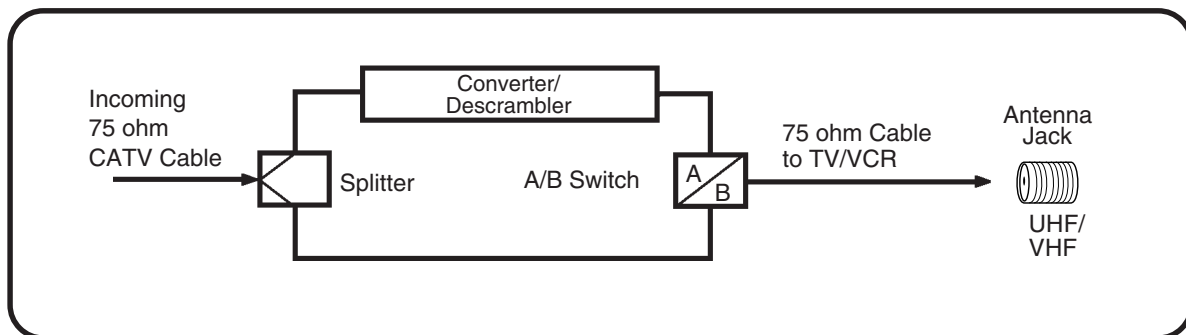 Incoming
75 ohm
CATV Cable
Splitter
Converter/
Descrambler
A/B Switch
A
B
75 ohm Cable
to TV/VCR
Antenna
Jack
UHF/
VHF